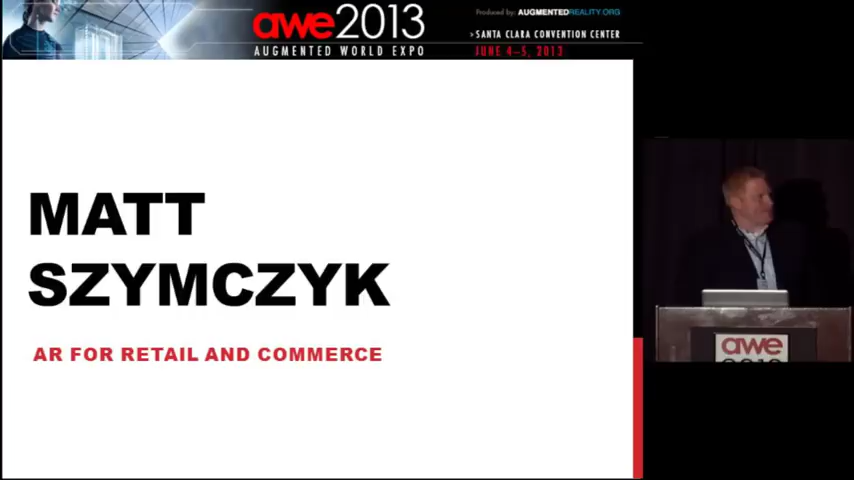 awe2013
AUGMENTED WORLD EXPO
Produced by: AUGMENTEDREALITY.ORG
>SANTA CLARA CONVENTION CENTER
JUNE 4-5, 2013
MATT
SZYMCZYK
AR FOR RETAIL AND COMMERCE
awe
2013